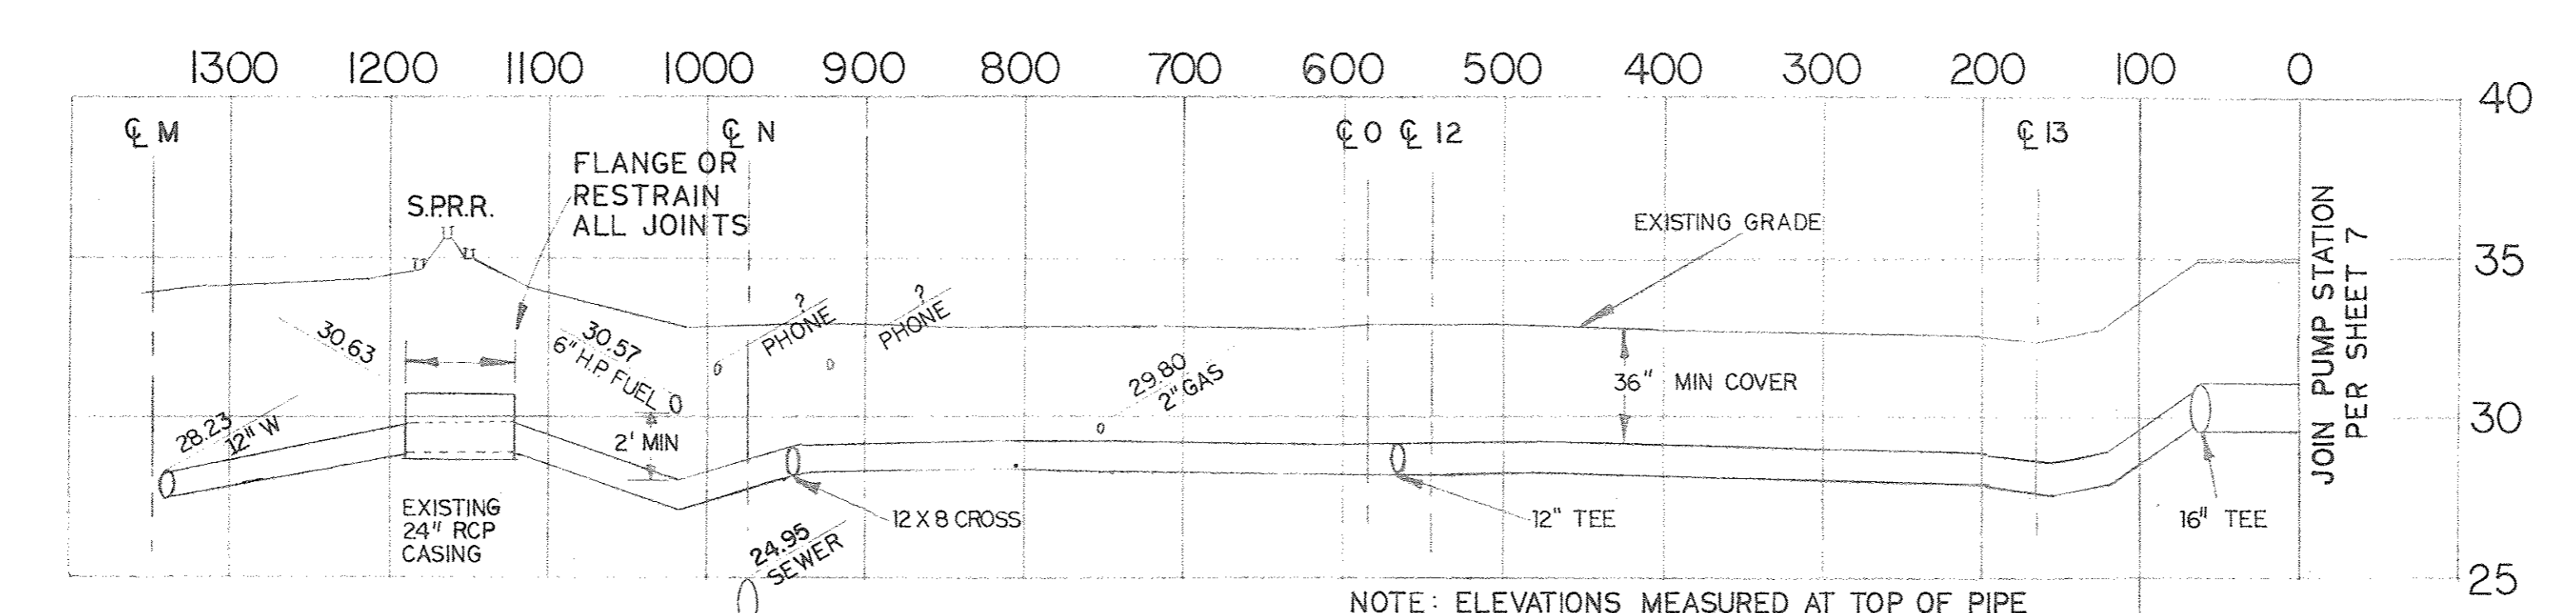 1300 1200 1100 1000 900 800 700 600 500 400 300 200 100 0
40
℄ M
℄ N
℄ O
℄ 12
℄ 13
FLANGE OR
RESTRAIN
ALL JOINTS
S.P.R.R.
EXISTING GRADE
35
JOIN PUMP STATION
PER SHEET 7
30.63
30.57
6" H.P. FUEL
?
PHONE
?
PHONE
29.80
2" GAS
36" MIN COVER
28.23
12" W
2' MIN
30
EXISTING
24" RCP
CASING
24.95
SEWER
12 X 8 CROSS
12" TEE
16" TEE
25
NOTE: ELEVATIONS MEASURED AT TOP OF PIPE